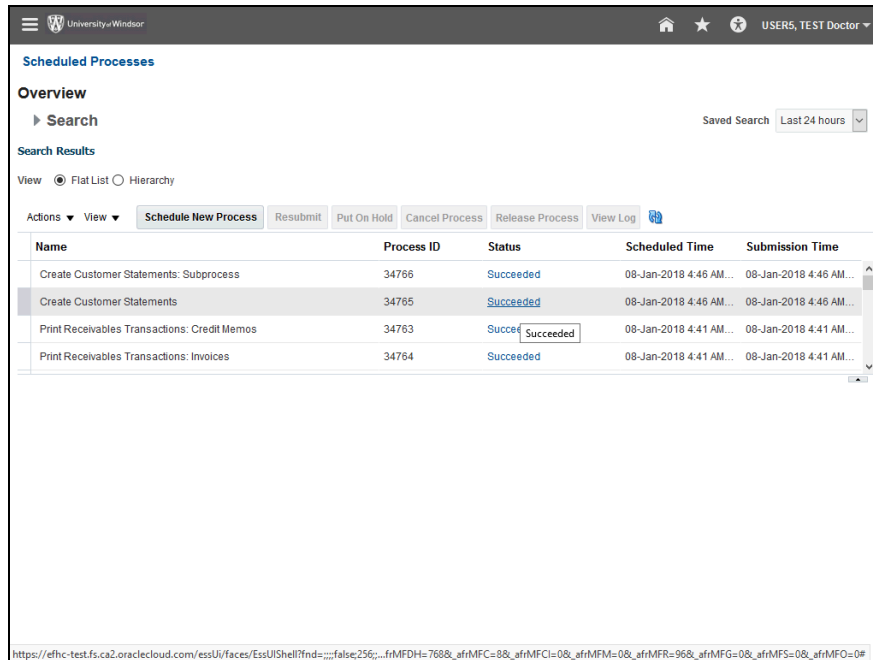 University of Windsor
USER5, TEST Doctor
Scheduled Processes
Overview
Search
Saved Search Last 24 hours
Search Results
View Flat List Hierarchy
Actions View Schedule New Process Resubmit Put On Hold Cancel Process Release Process View Log
Name Process ID Status Scheduled Time Submission Time
Create Customer Statements: Subprocess 34766 Succeeded 08-Jan-2018 4:46 AM... 08-Jan-2018 4:46 AM...
Create Customer Statements 34765 Succeeded 08-Jan-2018 4:46 AM... 08-Jan-2018 4:46 AM...
Print Receivables Transactions: Credit Memos 34763 Succee 08-Jan-2018 4:41 AM... 08-Jan-2018 4:41 AM...
Succeeded
Print Receivables Transactions: Invoices 34764 Succeeded 08-Jan-2018 4:41 AM... 08-Jan-2018 4:41 AM...
https://efhc-test.fs.ca2.oraclecloud.com/essUi/faces/EssUIShell?fnd=;;;;false;256;;...frMFDH=768&_afrMFC=8&_afrMFCI=0&_afrMFM=0&_afrMFR=96&_afrMFG=0&_afrMFS=0&_afrMFO=0#